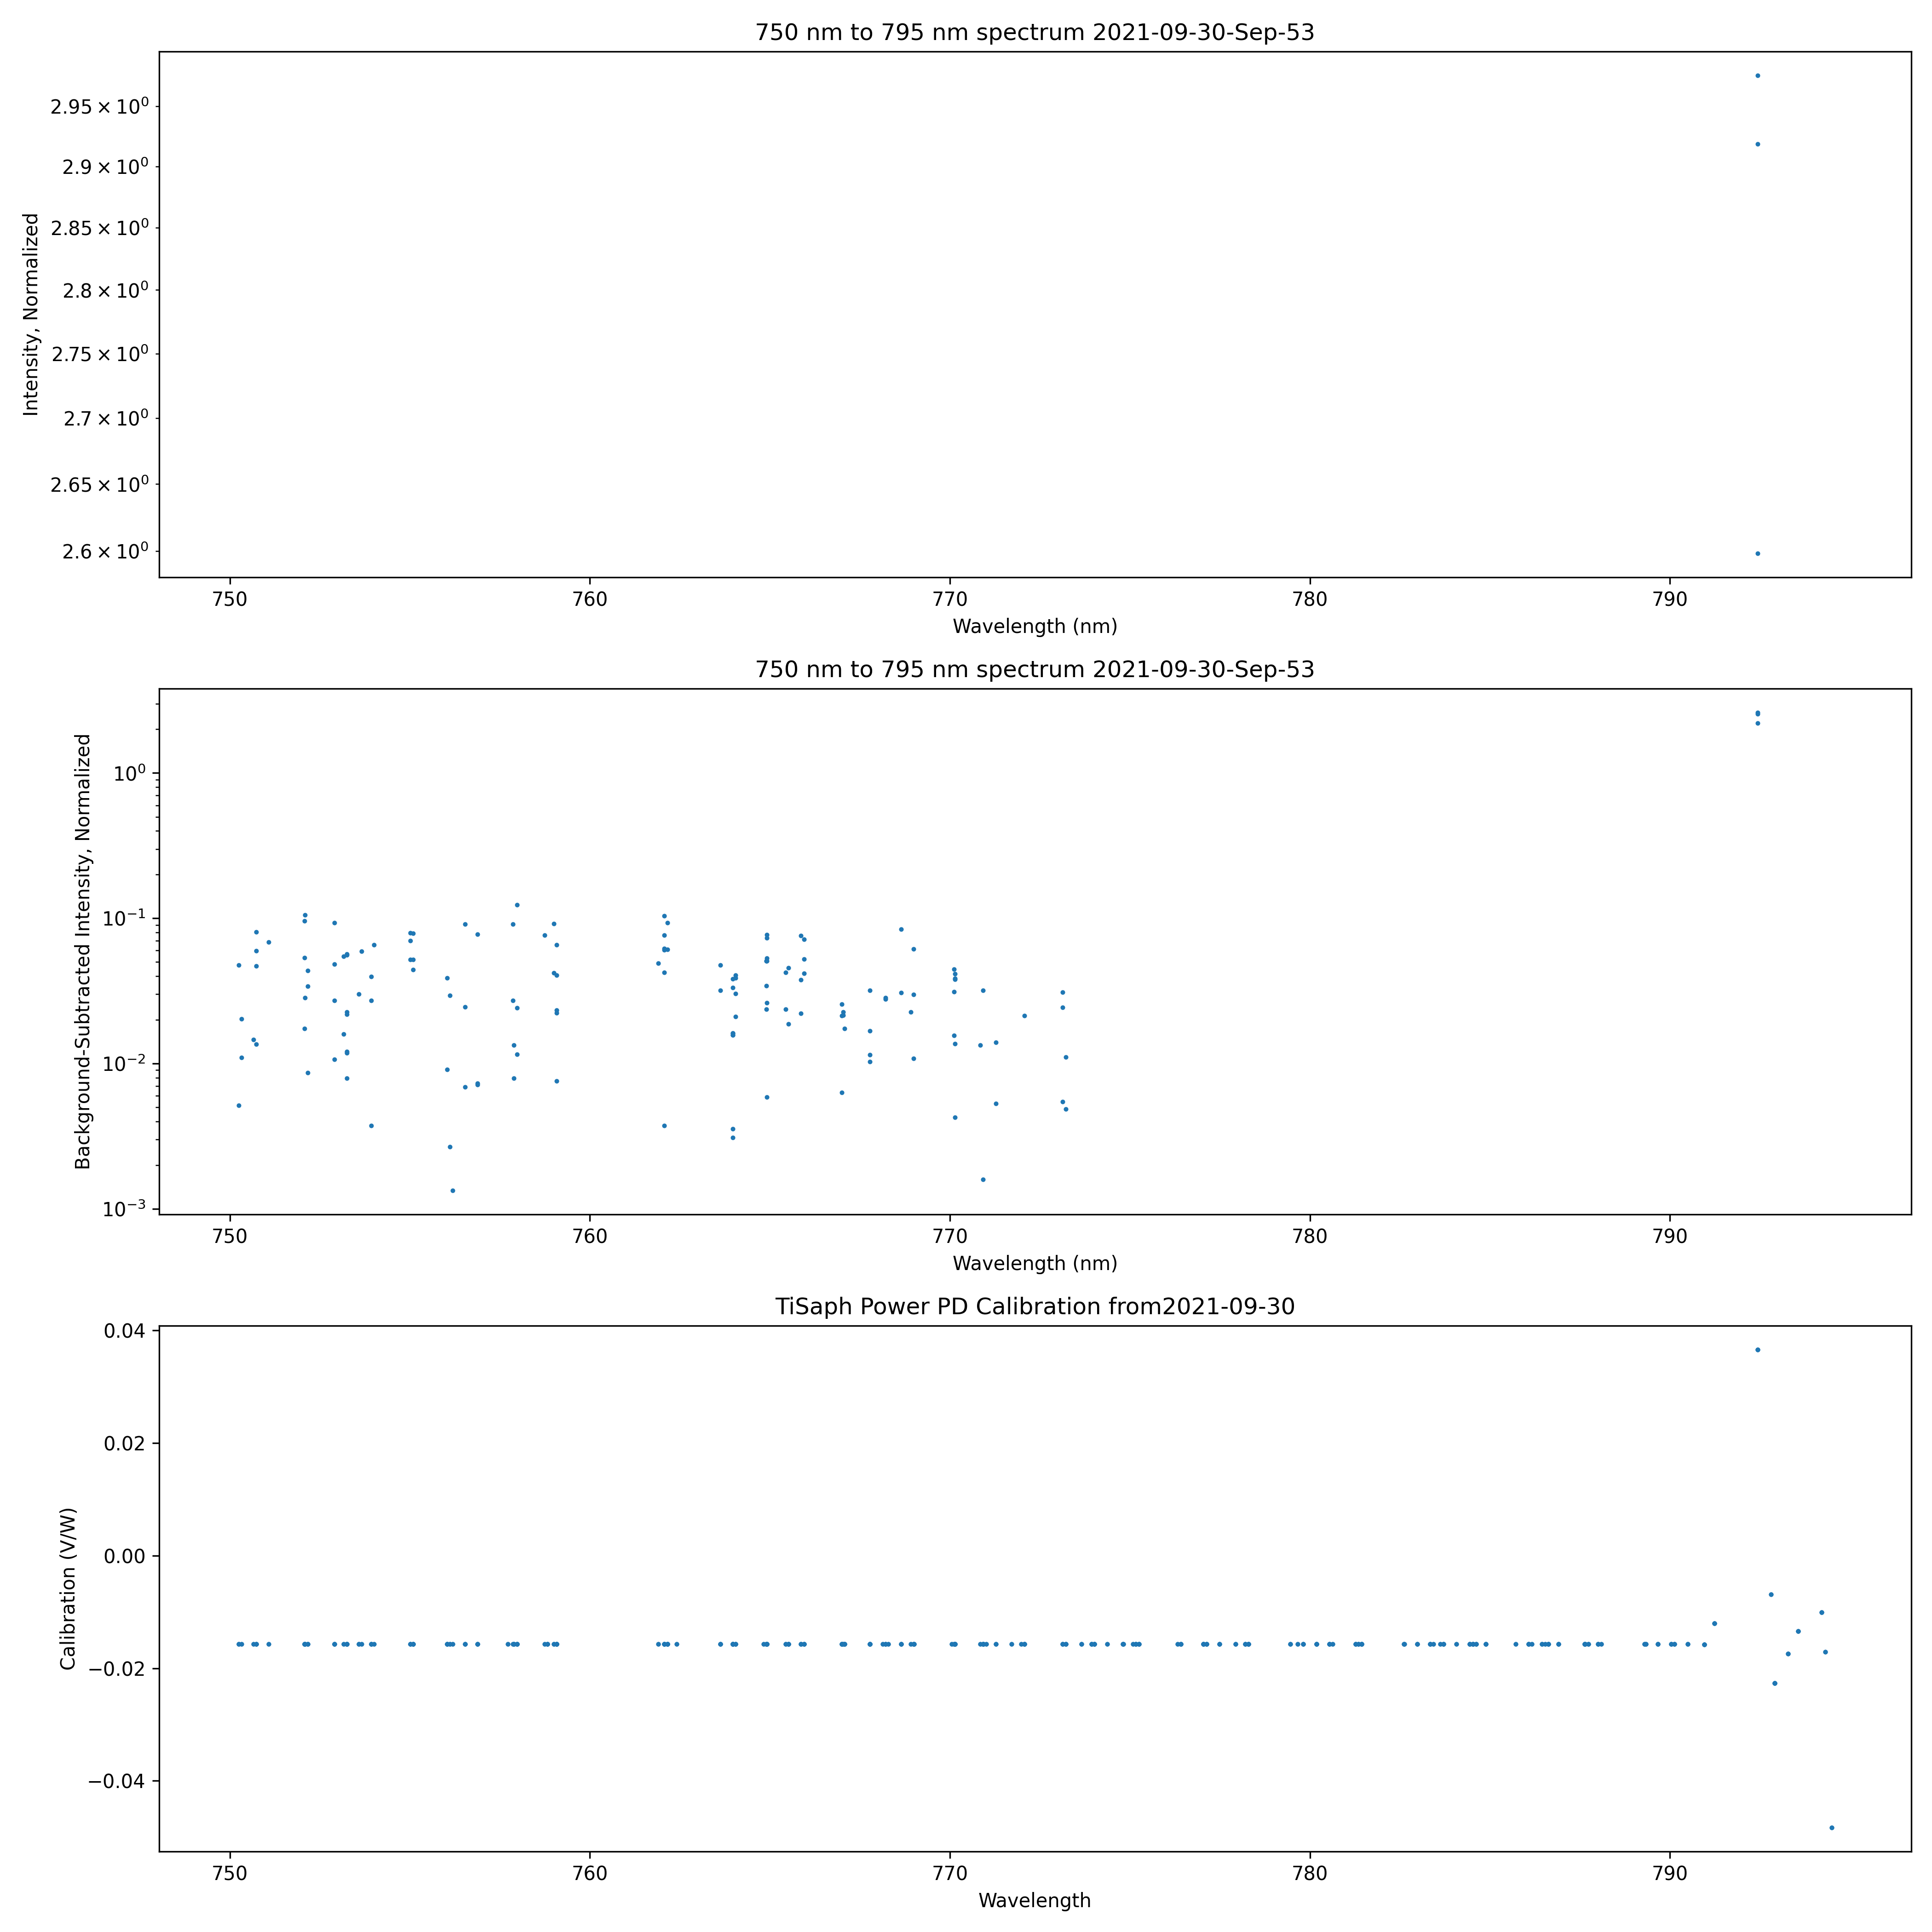 750 nm to 795 nm spectrum 2021-09-30-Sep-53
Intensity, Normalized
2.95 × 10⁰
2.9 × 10⁰
2.85 × 10⁰
2.8 × 10⁰
2.75 × 10⁰
2.7 × 10⁰
2.65 × 10⁰
2.6 × 10⁰
750 760 770 780 790
Wavelength (nm)
750 nm to 795 nm spectrum 2021-09-30-Sep-53
Background-Subtracted Intensity, Normalized
10⁰
10⁻¹
10⁻²
10⁻³
750 760 770 780 790
Wavelength (nm)
TiSaph Power PD Calibration from2021-09-30
Calibration (V/W)
0.04
0.02
0.00
−0.02
−0.04
750 760 770 780 790
Wavelength